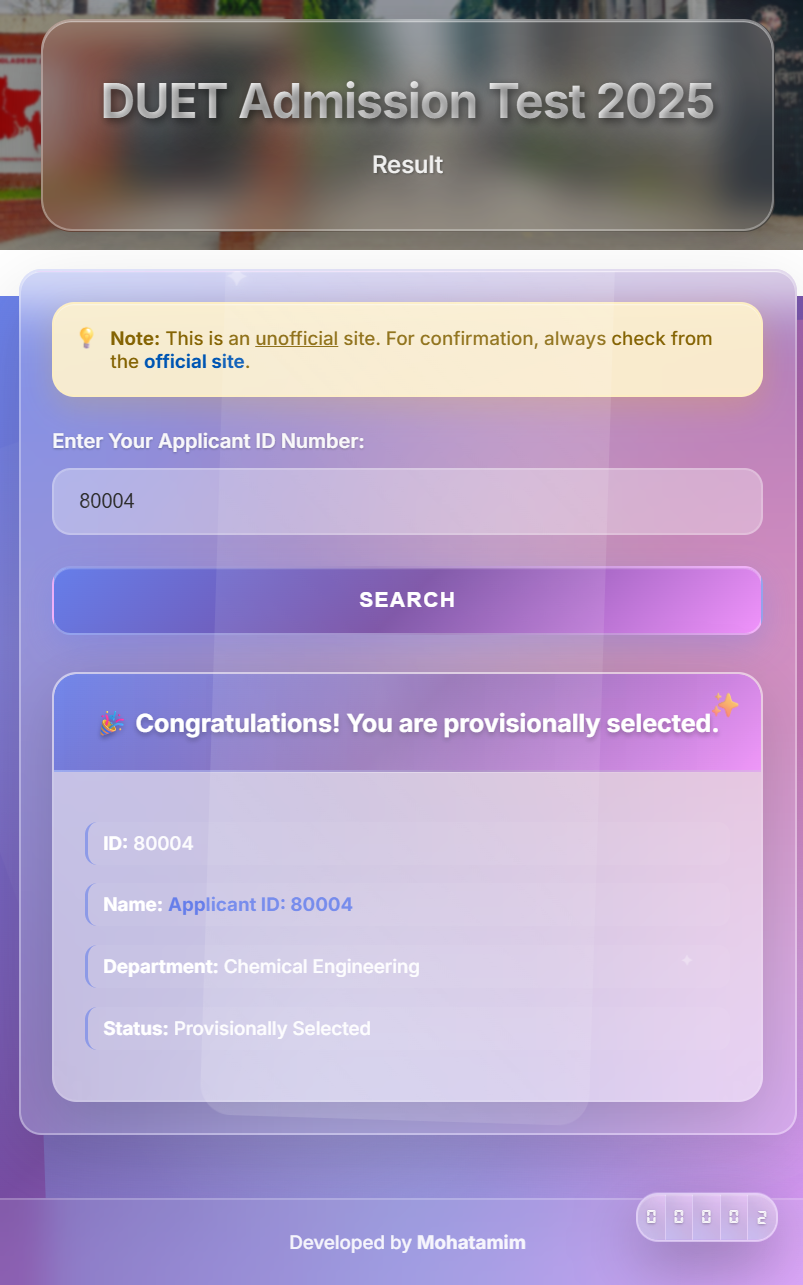 DUET Admission Test 2025
Result
💡 Note: This is an unofficial site. For confirmation, always check from
the official site.
Enter Your Applicant ID Number:
80004
SEARCH
🎉 Congratulations! You are provisionally selected.
ID: 80004
Name: Applicant ID: 80004
Department: Chemical Engineering
Status: Provisionally Selected
0 0 0 0 2
Developed by Mohatamim